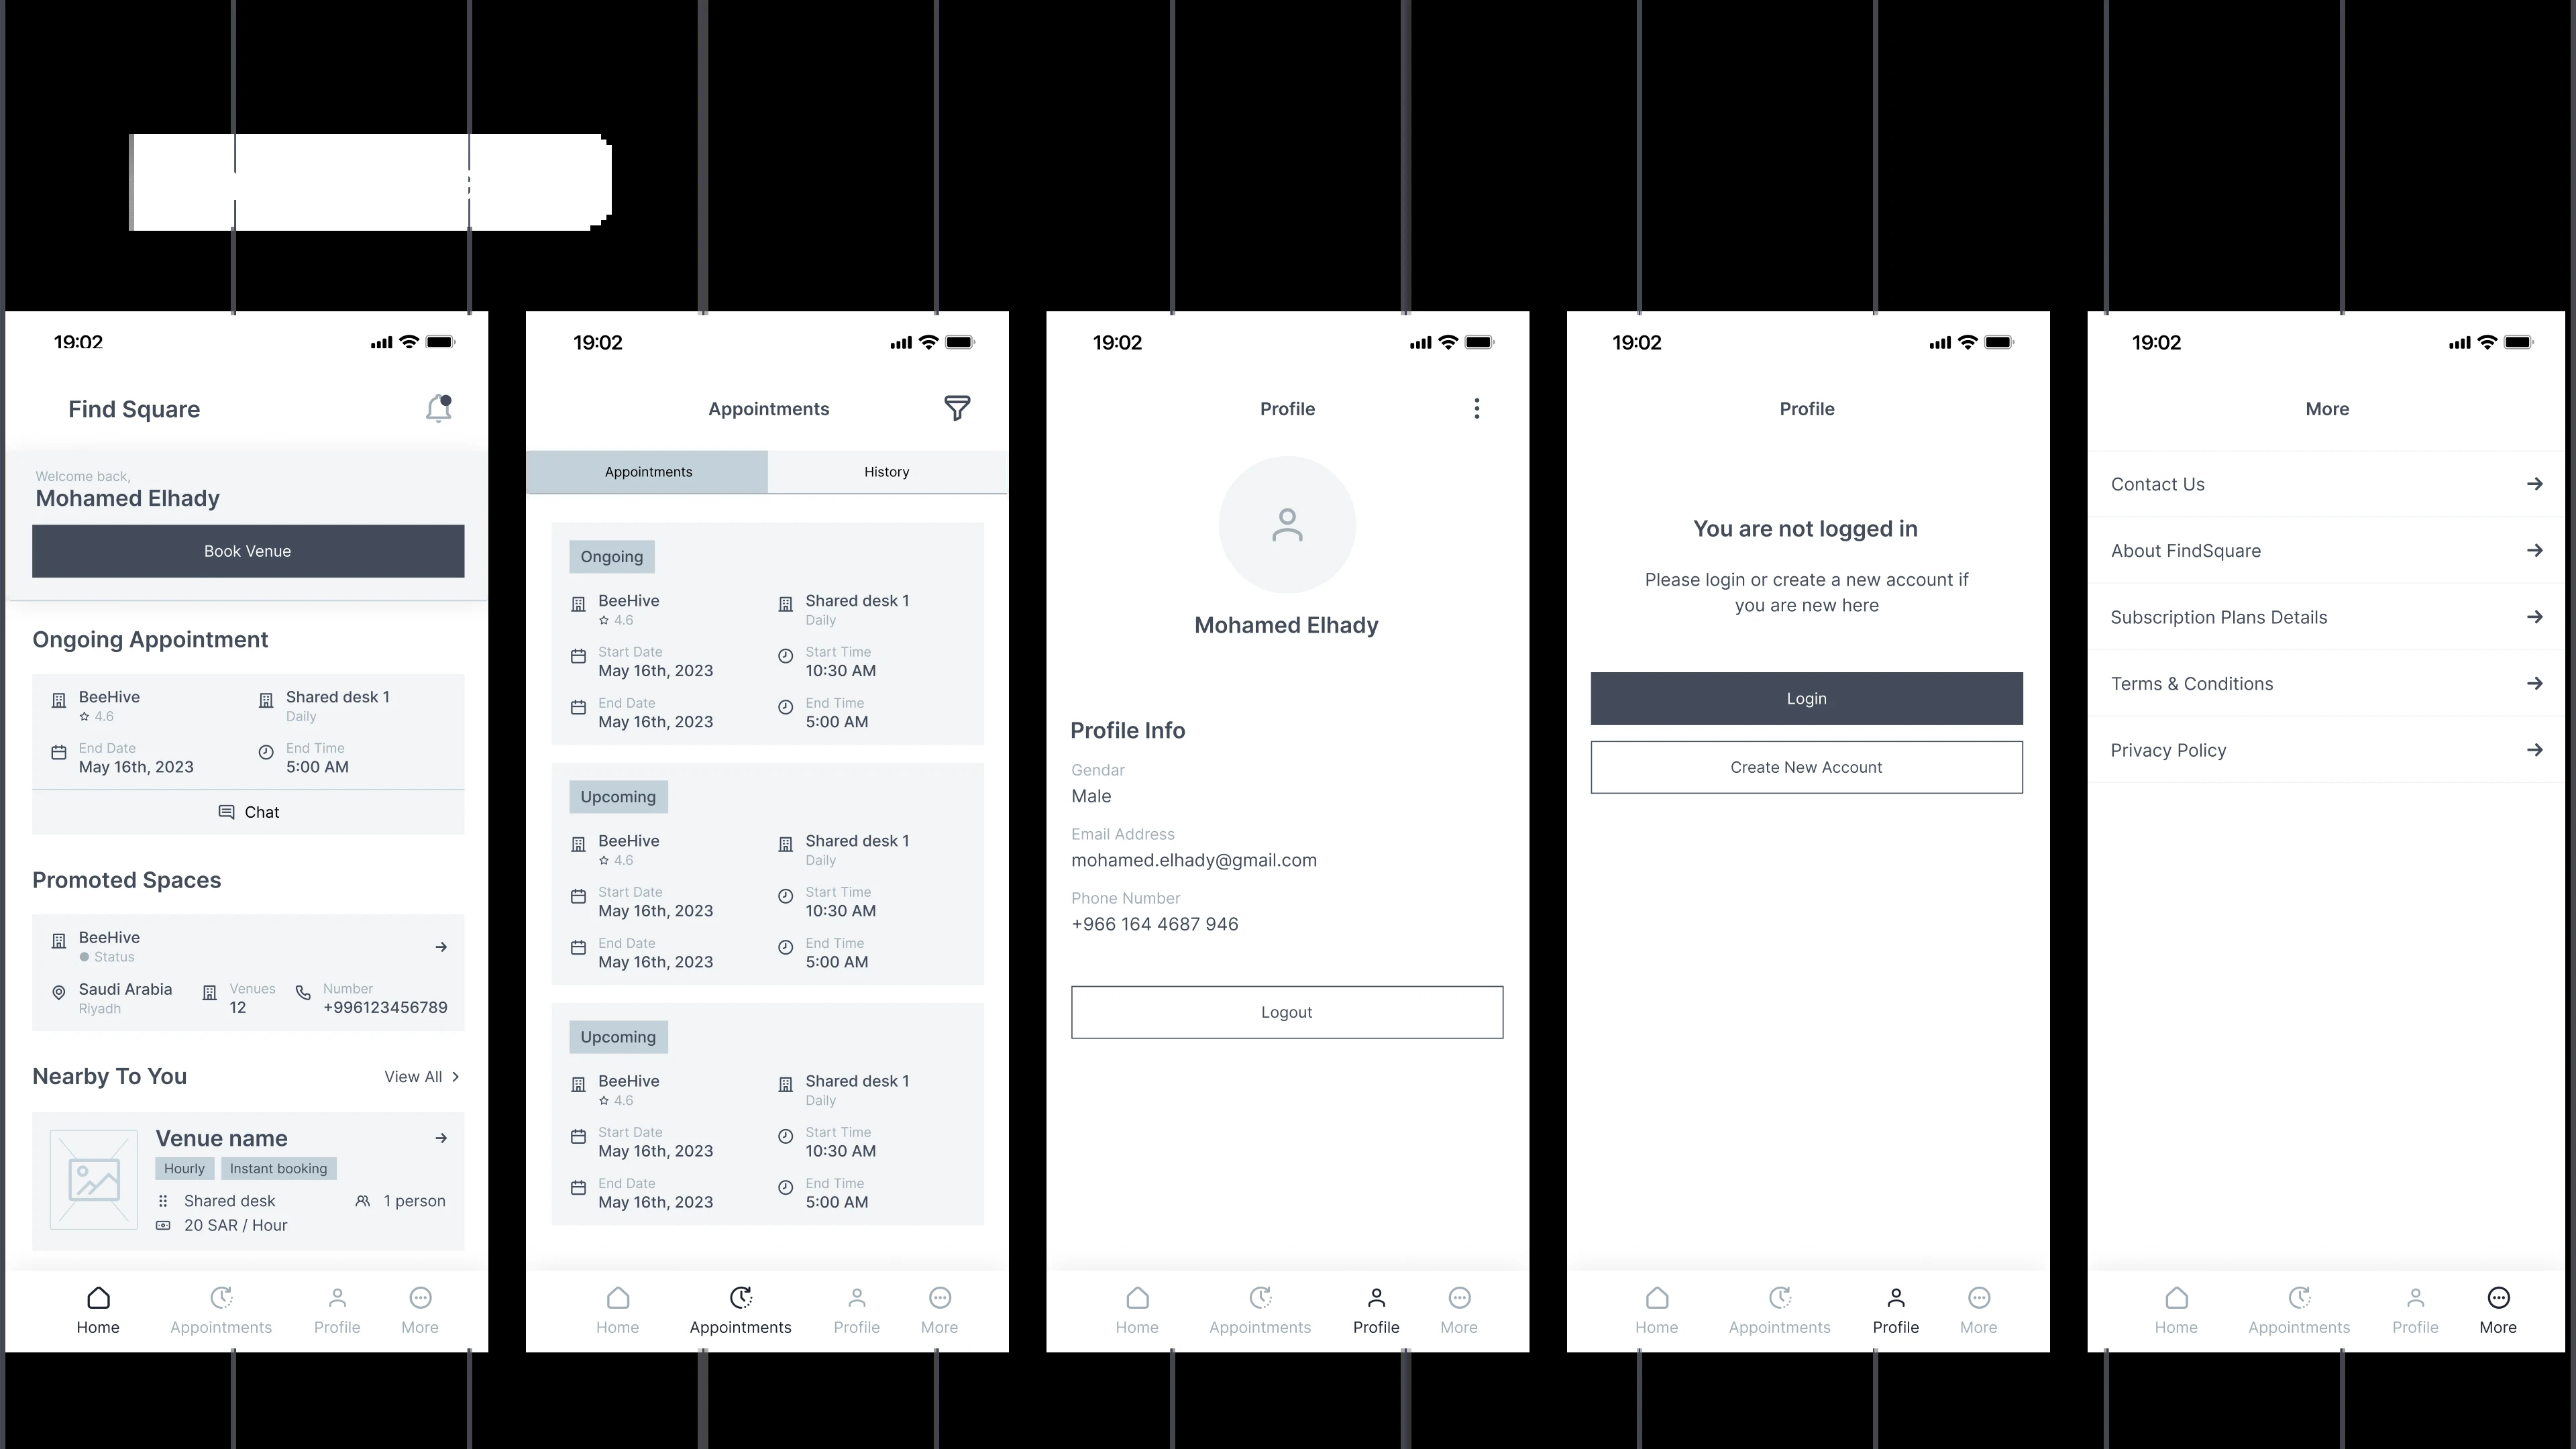 19:02
Find Square
Welcome back,
Mohamed Elhady
Book Venue
Ongoing Appointment
BeeHive
4.6
Shared desk 1
Daily
End Date
May 16th, 2023
End Time
5:00 AM
Chat
Promoted Spaces
BeeHive
Status
Saudi Arabia
Riyadh
Venues
12
Number
+996123456789
Nearby To You
View All
Venue name
Hourly
Instant booking
Shared desk
1 person
20 SAR / Hour
Home
Appointments
Profile
More
19:02
Appointments
Appointments
History
Ongoing
BeeHive
4.6
Shared desk 1
Daily
Start Date
May 16th, 2023
Start Time
10:30 AM
End Date
May 16th, 2023
End Time
5:00 AM
Upcoming
BeeHive
4.6
Shared desk 1
Daily
Start Date
May 16th, 2023
Start Time
10:30 AM
End Date
May 16th, 2023
End Time
5:00 AM
Upcoming
BeeHive
4.6
Shared desk 1
Daily
Start Date
May 16th, 2023
Start Time
10:30 AM
End Date
May 16th, 2023
End Time
5:00 AM
Home
Appointments
Profile
More
19:02
Profile
Mohamed Elhady
Profile Info
Gendar
Male
Email Address
mohamed.elhady@gmail.com
Phone Number
+966 164 4687 946
Logout
Home
Appointments
Profile
More
19:02
Profile
You are not logged in
Please login or create a new account if
you are new here
Login
Create New Account
Home
Appointments
Profile
More
19:02
More
Contact Us
About FindSquare
Subscription Plans Details
Terms & Conditions
Privacy Policy
Home
Appointments
Profile
More